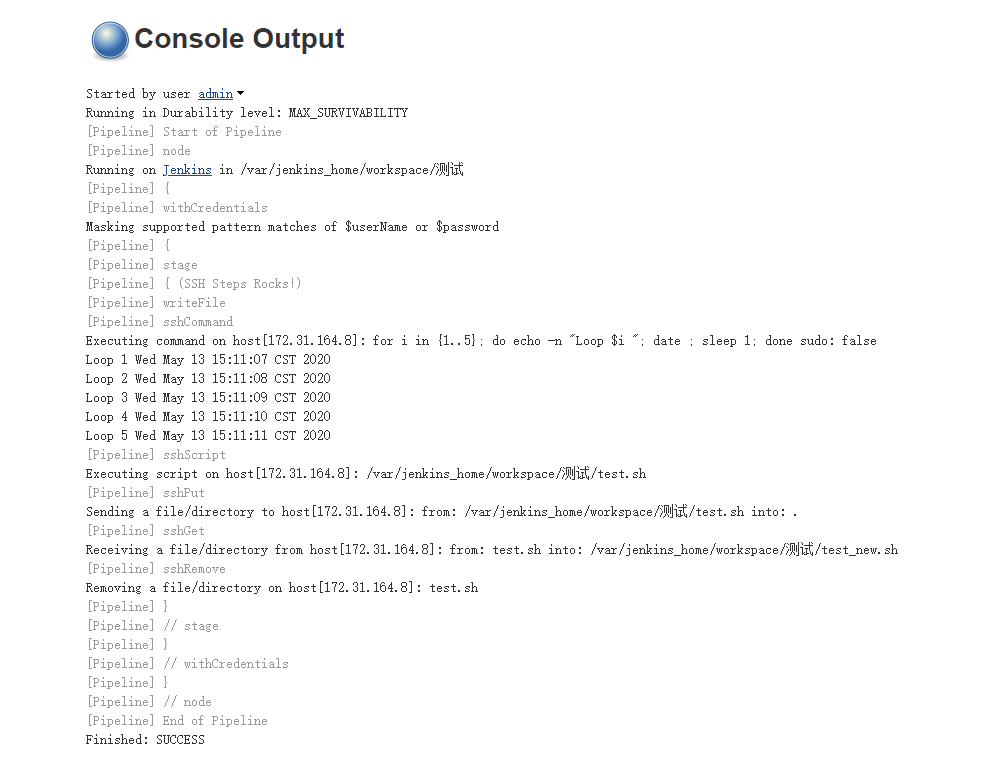 Console Output
Started by user admin
Running in Durability level: MAX_SURVIVABILITY
[Pipeline] Start of Pipeline
[Pipeline] node
Running on Jenkins in /var/jenkins_home/workspace/测试
[Pipeline] {
[Pipeline] withCredentials
Masking supported pattern matches of $userName or $password
[Pipeline] {
[Pipeline] stage
[Pipeline] { (SSH Steps Rocks!)
[Pipeline] writeFile
[Pipeline] sshCommand
Executing command on host[172.31.164.8]: for i in {1..5}; do echo -n "Loop $i "; date ; sleep 1; done sudo: false
Loop 1 Wed May 13 15:11:07 CST 2020
Loop 2 Wed May 13 15:11:08 CST 2020
Loop 3 Wed May 13 15:11:09 CST 2020
Loop 4 Wed May 13 15:11:10 CST 2020
Loop 5 Wed May 13 15:11:11 CST 2020
[Pipeline] sshScript
Executing script on host[172.31.164.8]: /var/jenkins_home/workspace/测试/test.sh
[Pipeline] sshPut
Sending a file/directory to host[172.31.164.8]: from: /var/jenkins_home/workspace/测试/test.sh into: .
[Pipeline] sshGet
Receiving a file/directory from host[172.31.164.8]: from: test.sh into: /var/jenkins_home/workspace/测试/test_new.sh
[Pipeline] sshRemove
Removing a file/directory on host[172.31.164.8]: test.sh
[Pipeline] }
[Pipeline] // stage
[Pipeline] }
[Pipeline] // withCredentials
[Pipeline] }
[Pipeline] // node
[Pipeline] End of Pipeline
Finished: SUCCESS